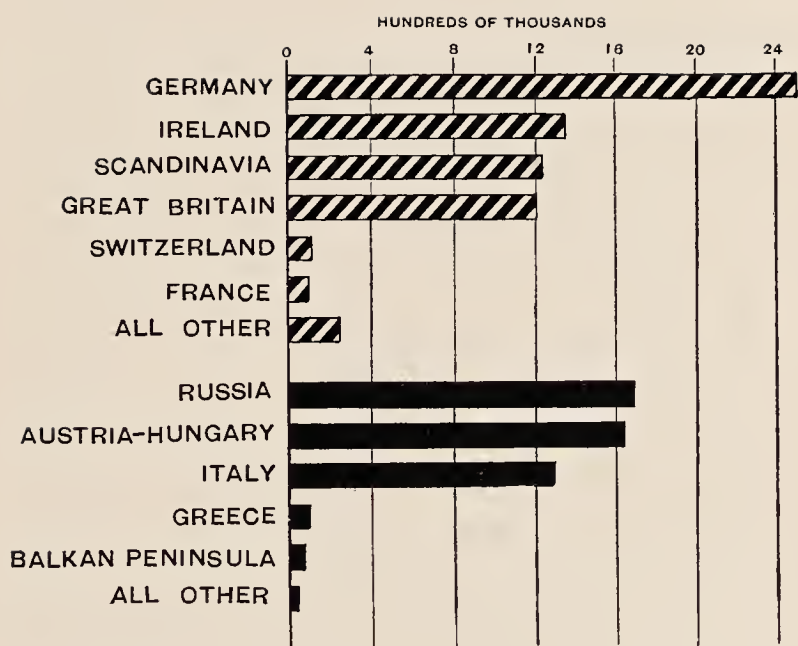 HUNDREDS OF THOUSANDS
0 4 8 12 16 20 24
GERMANY
IRELAND
SCANDINAVIA
GREAT BRITAIN
SWITZERLAND
FRANCE
ALL OTHER
RUSSIA
AUSTRIA-HUNGARY
ITALY
GREECE
BALKAN PENINSULA
ALL OTHER